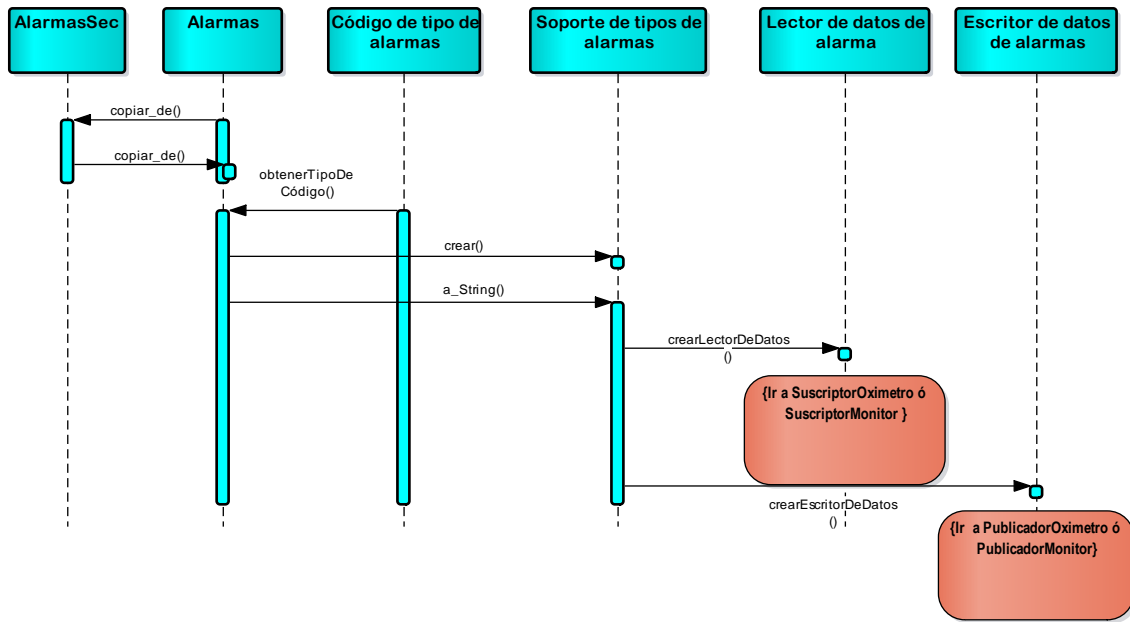 AlarmasSec
Alarmas
Código de tipo de
alarmas
Soporte de tipos de
alarmas
Lector de datos de
alarma
Escritor de datos
de alarmas
copiar_de()
copiar_de()
obtenerTipoDe
Código()
crear()
a_String()
crearLectorDeDatos
()
{Ir a SuscriptorOximetro ó
SuscriptorMonitor }
crearEscritorDeDatos
()
{Ir a PublicadorOximetro ó
PublicadorMonitor}